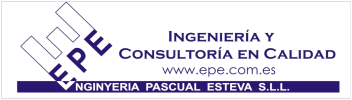 EPE
INGENIERÍA Y
CONSULTORÍA EN CALIDAD
www.epe.com.es
ENGINYERIA PASCUAL ESTEVA S.L.L.